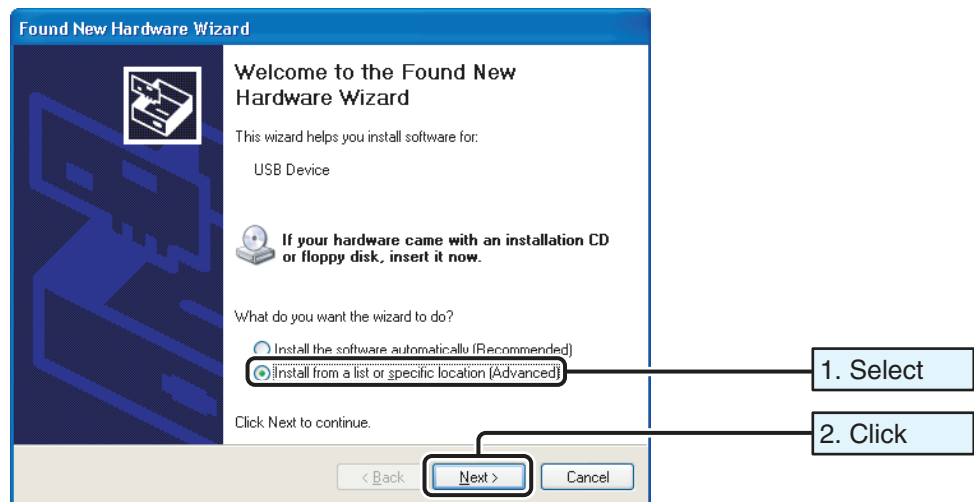 Found New Hardware Wizard
Welcome to the Found New
Hardware Wizard
This wizard helps you install software for:
USB Device
If your hardware came with an installation CD
or floppy disk, insert it now.
What do you want the wizard to do?
Install the software automatically (Recommended)
Install from a list or specific location (Advanced)
1. Select
Click Next to continue.
2. Click
< Back
Next >
Cancel